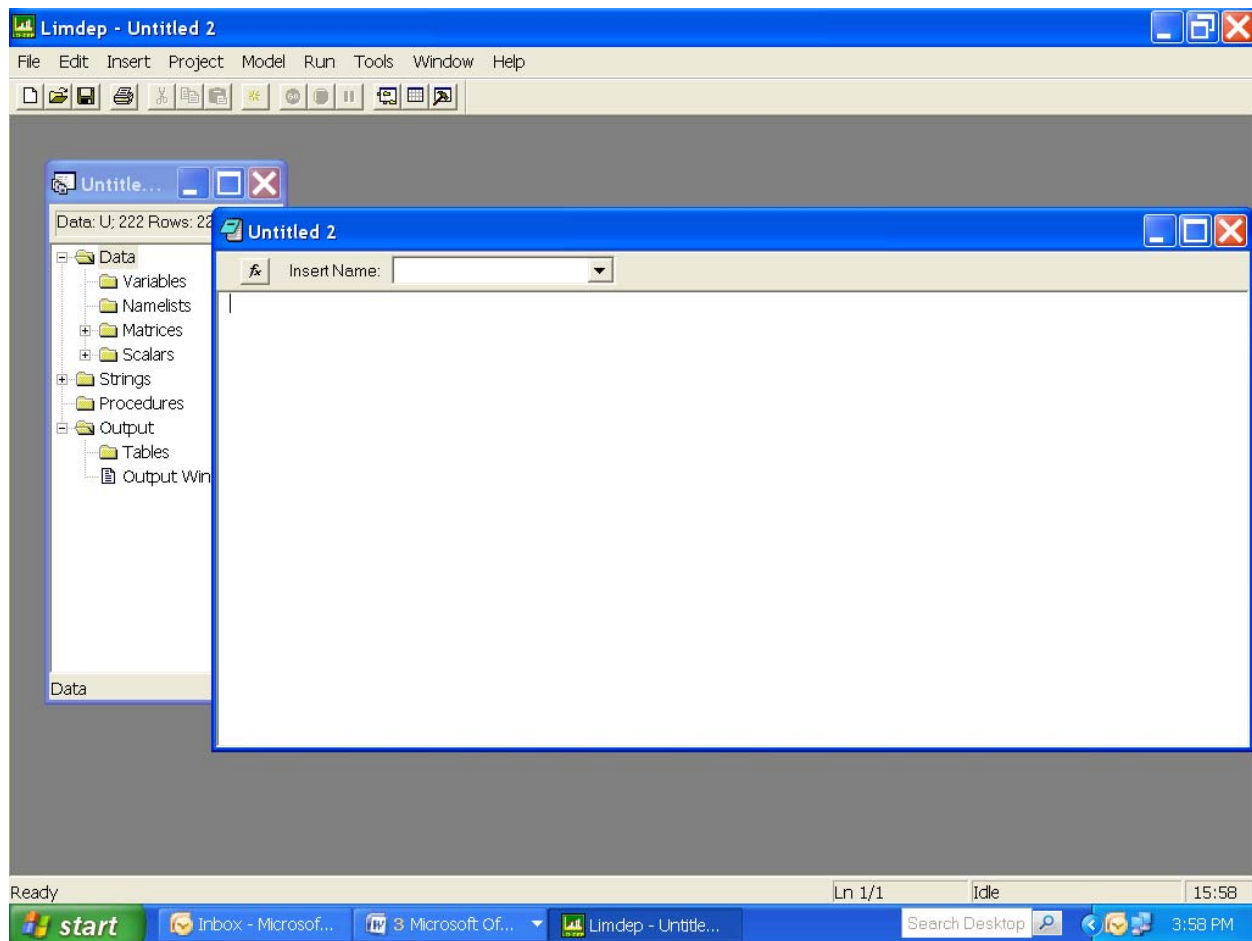 Limdep - Untitled 2
File Edit Insert Project Model Run Tools Window Help
Untitle...
Data: U; 222 Rows: 22
Data
Variables
Namelists
Matrices
Scalars
Strings
Procedures
Output
Tables
Output Win
Data
Untitled 2
fx Insert Name:
Ready Ln 1/1 Idle 15:58
start Inbox - Microsof... 3 Microsoft Of... Limdep - Untitle... Search Desktop 3:58 PM